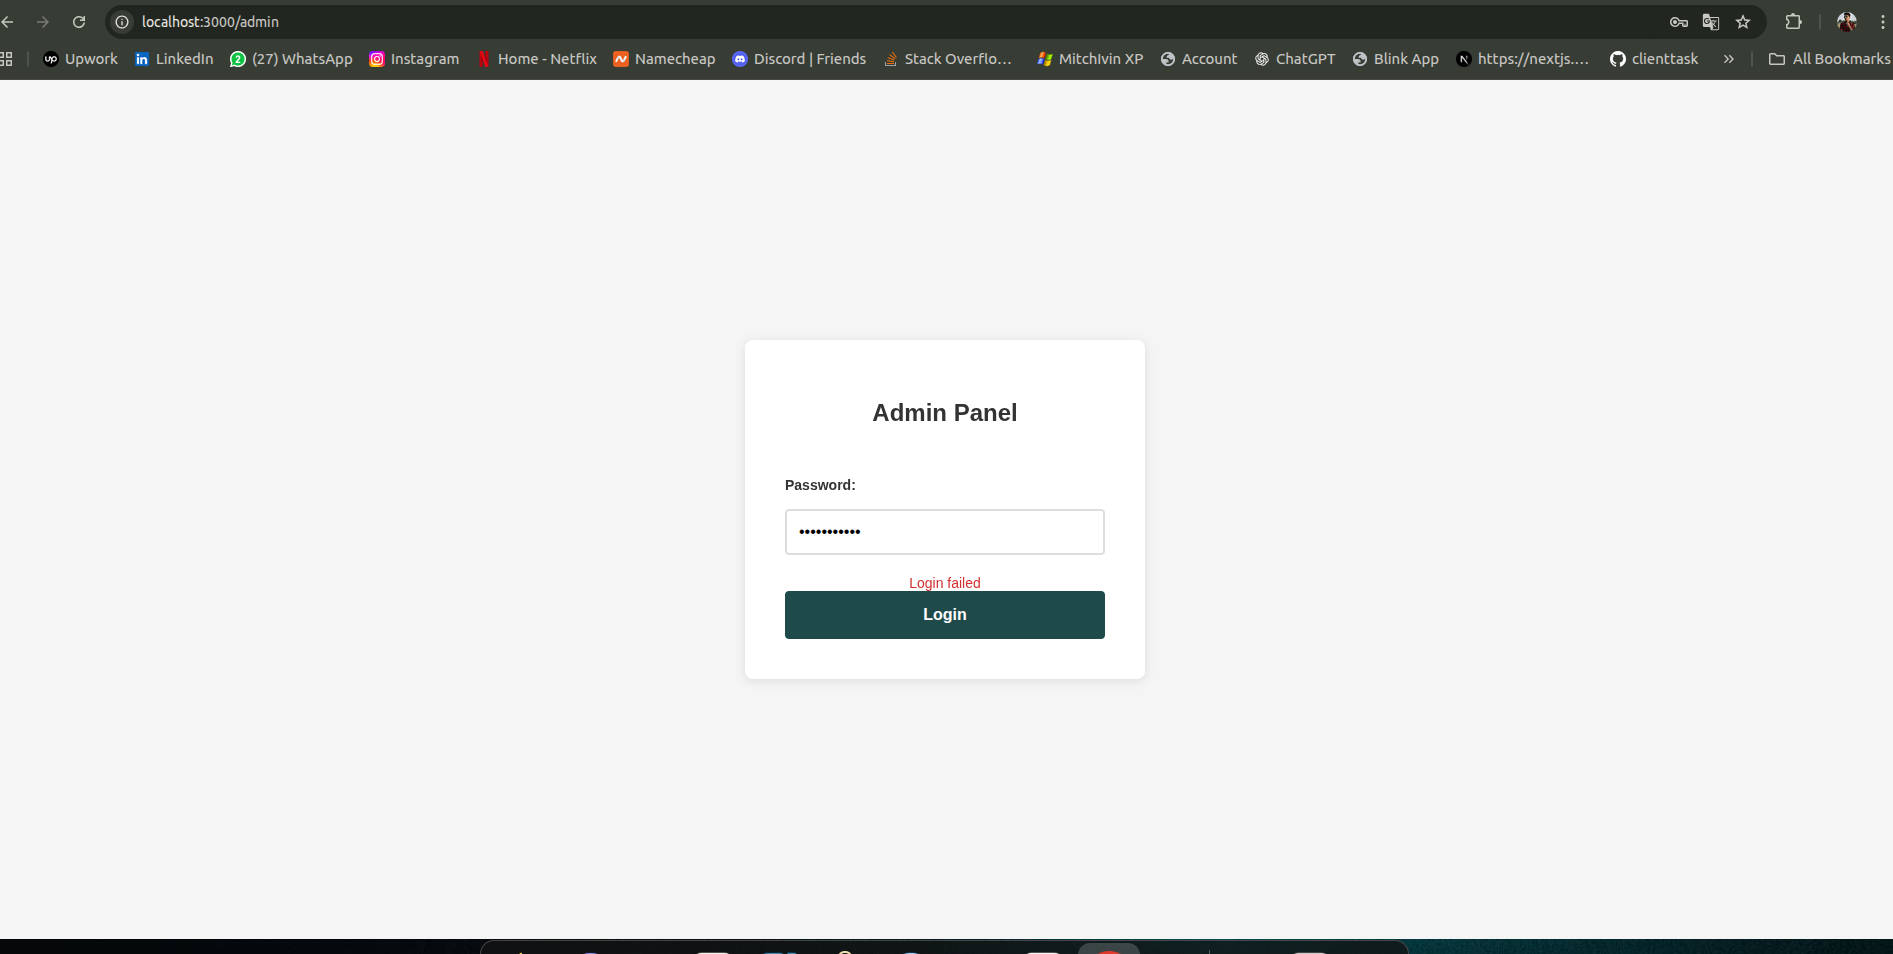 localhost:3000/admin
Upwork LinkedIn (27) WhatsApp Instagram Home - Netflix Namecheap Discord | Friends Stack Overflo... MitchIvin XP Account ChatGPT Blink App https://nextjs.... clienttask » All Bookmarks
Admin Panel
Password:
•••••••••••
Login failed
Login